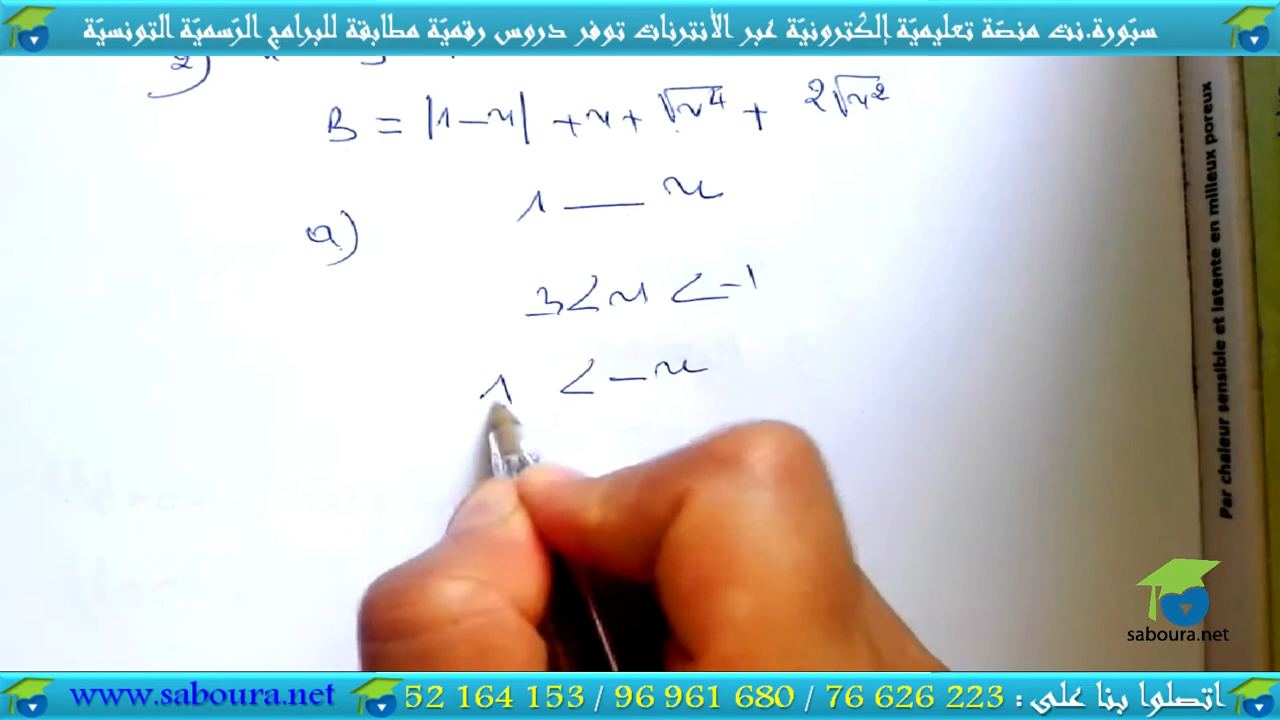 سبّورة.نت منصّة تعليميّة إلكترونيّة عبر الأنترنات توفر دروس رقميّة مطابقة للبرامج الرّسميّة التونسيّة
2)
B = |1-x| + x + √x⁴ + 2√x²
a)
1 — x
3 < x < -1
1 < -x
Par chaleur sensible et latente en milieux poreux
saboura.net
www.saboura.net
52 164 153 / 96 961 680 / 76 626 223 : اتصلوا بنا على